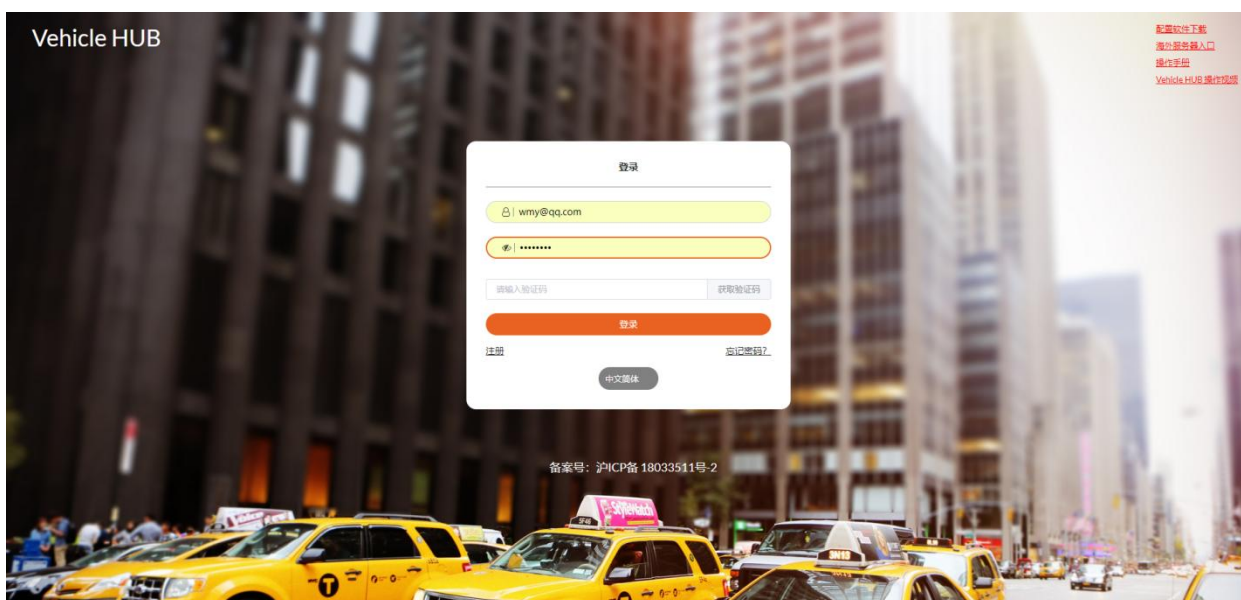 Vehicle HUB
配置软件下载
海外服务器入口
操作手册
Vehicle HUB 操作视频
登录
wmy@qq.com
••••••••
请输入验证码
获取验证码
登录
注册
忘记密码?
中文简体
备案号：沪ICP备 18033511号-2
StyleWatch
5F46
3N13